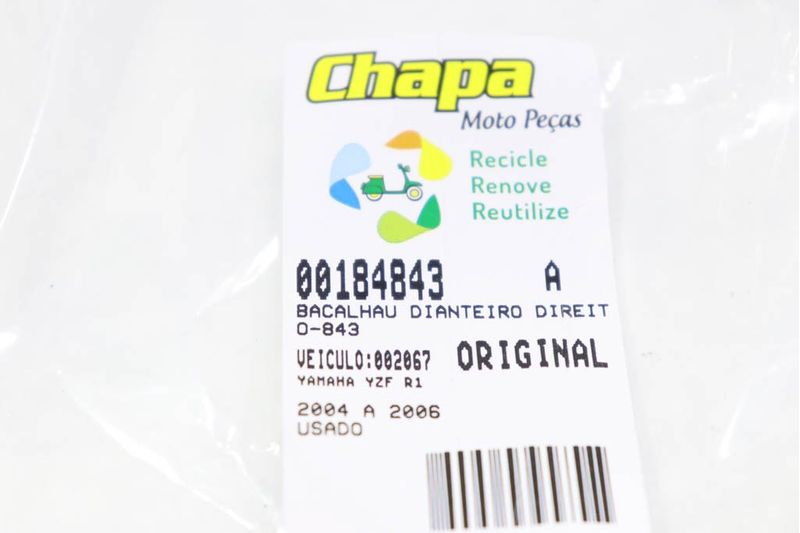 Chapa
Moto Peças
Recicle
Renove
Reutilize
00184843 A
BACALHAU DIANTEIRO DIREIT
O-843
VEICULO:002067 ORIGINAL
YAMAHA YZF R1
2004 A 2006
USADO